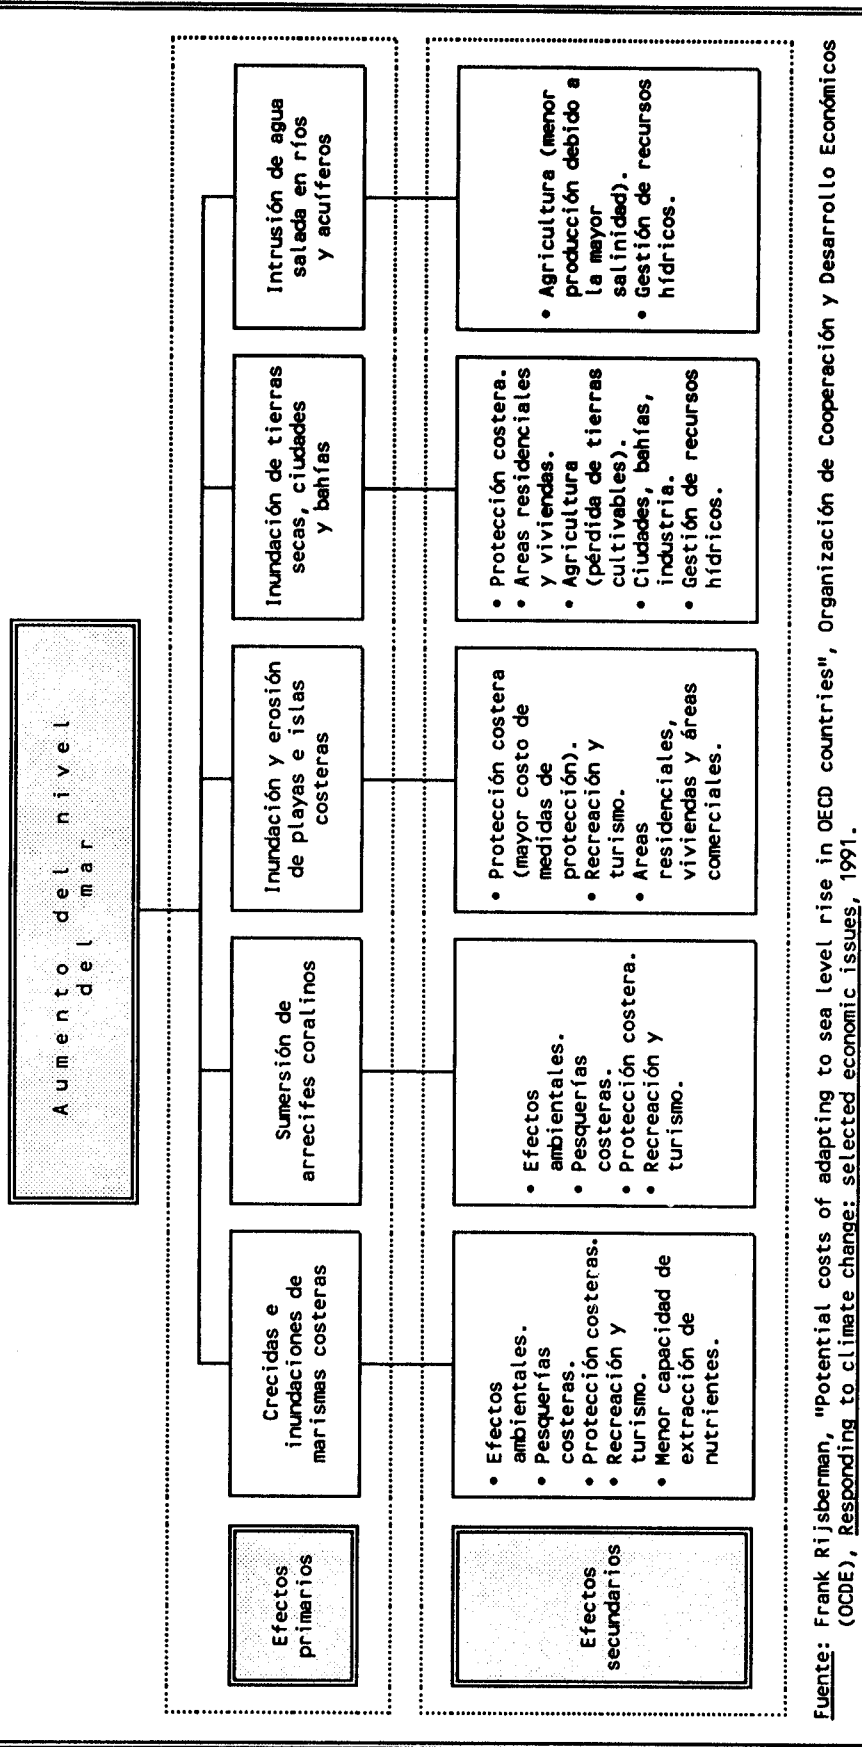 Aumento del nivel
del mar
Efectos
primarios
Crecidas e
inundaciones de
marismas costeras
Sumersión de
arrecifes coralinos
Inundación y erosión
de playas e islas
costeras
Inundación de tierras
secas, ciudades
y bahías
Intrusión de agua
salada en ríos
y acuíferos
Efectos
secundarios
• Efectos
ambientales.
• Pesquerías
costeras.
• Protección costeras.
• Recreación y
turismo.
• Menor capacidad de
extracción de
nutrientes.
• Efectos
ambientales.
• Pesquerías
costeras.
• Protección costera.
• Recreación y
turismo.
• Protección costera
(mayor costo de
medidas de
protección).
• Recreación y
turismo.
• Areas
residenciales,
viviendas y áreas
comerciales.
• Protección costera.
• Areas residenciales
y viviendas.
• Agricultura
(pérdida de tierras
cultivables).
• Ciudades, bahías,
industria.
• Gestión de recursos
hídricos.
• Agricultura (menor
producción debido a
la mayor
salinidad).
• Gestión de recursos
hídricos.
Fuente: Frank Rijsberman, "Potential costs of adapting to sea level rise in OECD countries", Organización de Cooperación y Desarrollo Económicos
(OCDE), Responding to climate change: selected economic issues, 1991.